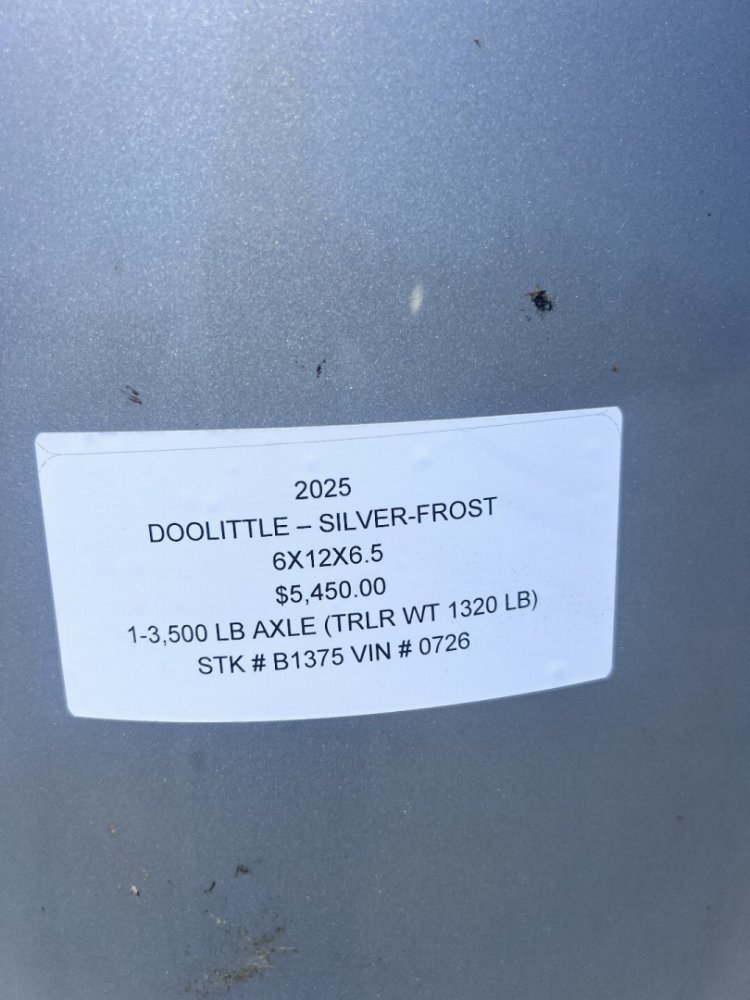 2025
DOOLITTLE – SILVER-FROST
6X12X6.5
$5,450.00
1-3,500 LB AXLE (TRLR WT 1320 LB)
STK # B1375 VIN # 0726